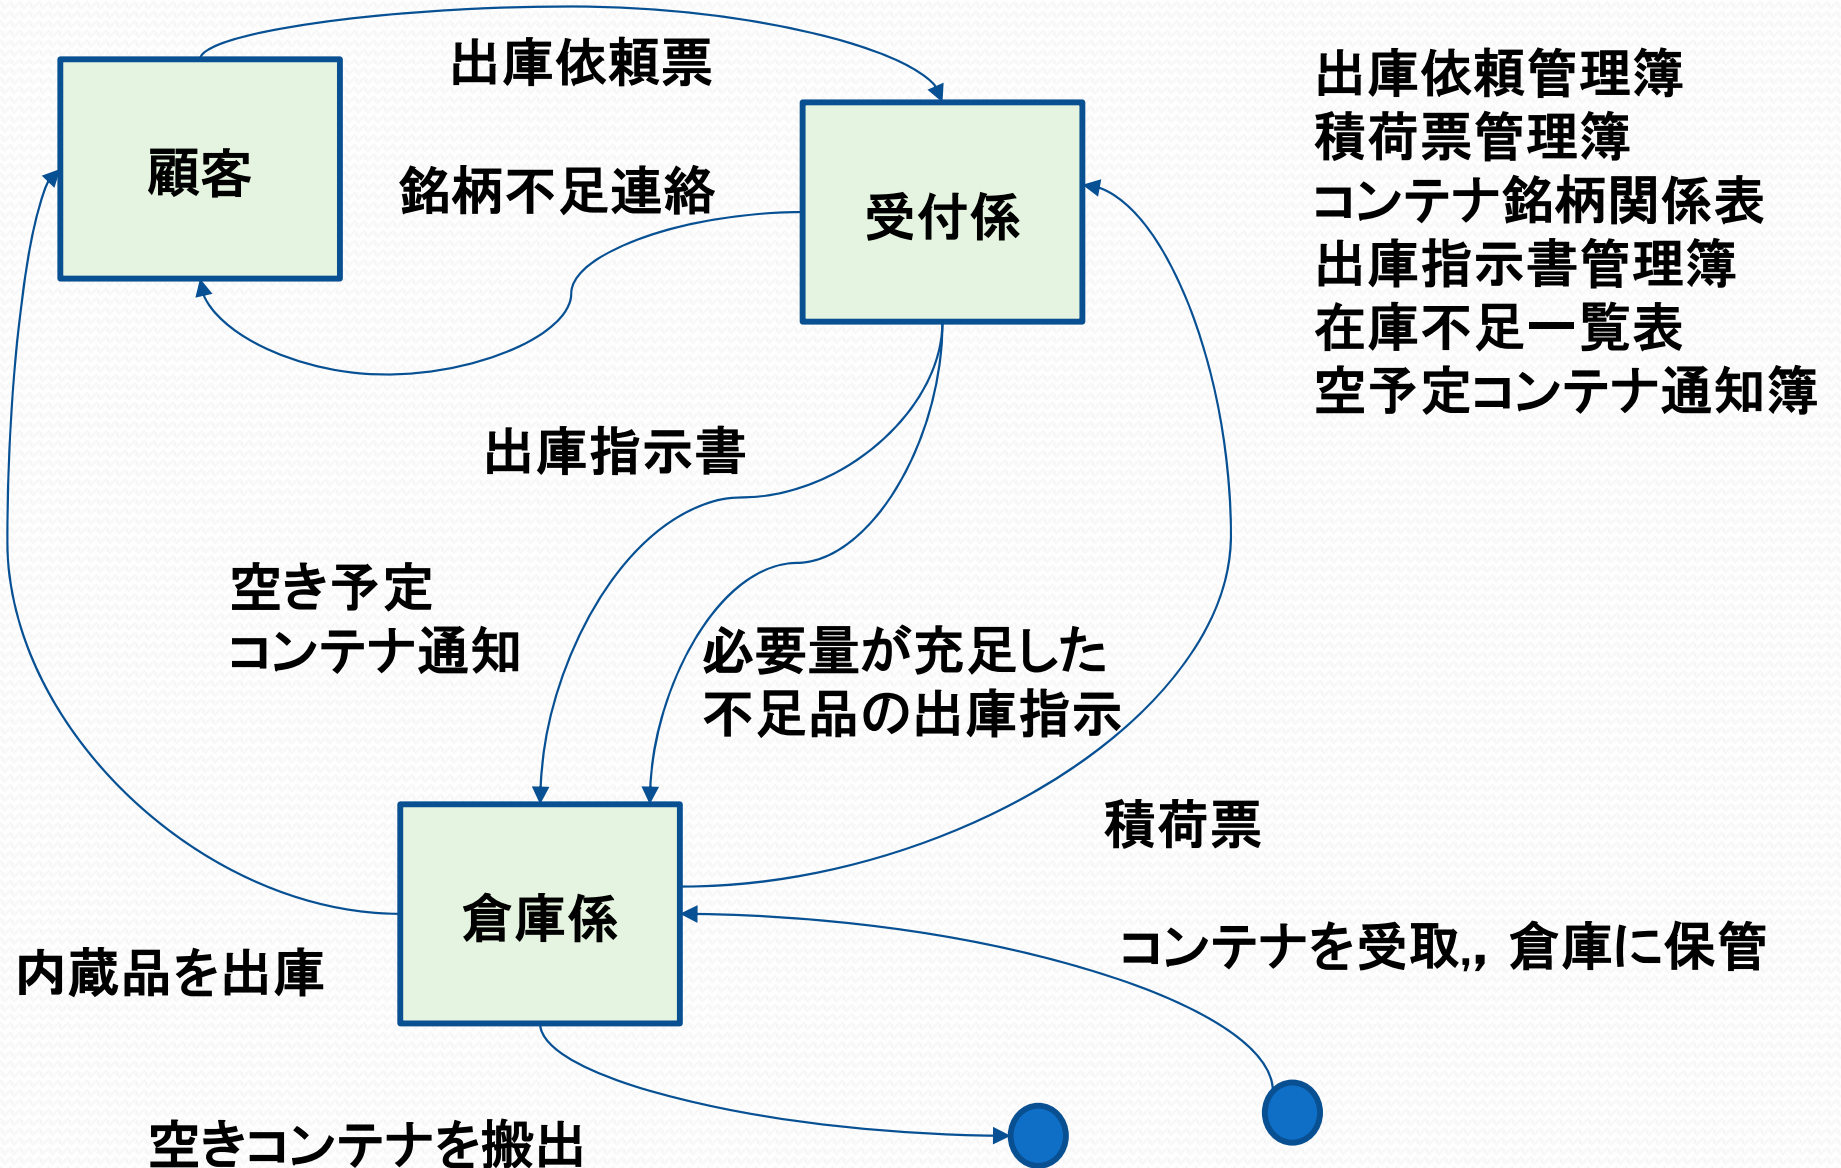 出庫依頼票
顧客
銘柄不足連絡
受付係
出庫依頼管理簿
積荷票管理簿
コンテナ銘柄関係表
出庫指示書管理簿
在庫不足一覧表
空予定コンテナ通知簿
出庫指示書
空き予定
コンテナ通知
必要量が充足した
不足品の出庫指示
積荷票
倉庫係
コンテナを受取,, 倉庫に保管
内蔵品を出庫
空きコンテナを搬出